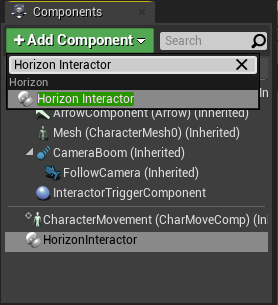 Components
+ Add Component
Search
Horizon Interactor
Horizon
Horizon Interactor
ArrowComponent (Arrow) (Inherited)
Mesh (CharacterMesh0) (Inherited)
CameraBoom (Inherited)
FollowCamera (Inherited)
InteractorTriggerComponent
CharacterMovement (CharMoveComp) (In
HorizonInteractor